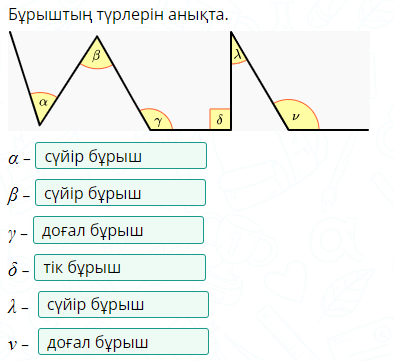 Бұрыштың түрлерін анықта.
α β γ δ λ ν
α – сүйір бұрыш
β – сүйір бұрыш
γ – доғал бұрыш
δ – тік бұрыш
λ – сүйір бұрыш
ν – доғал бұрыш